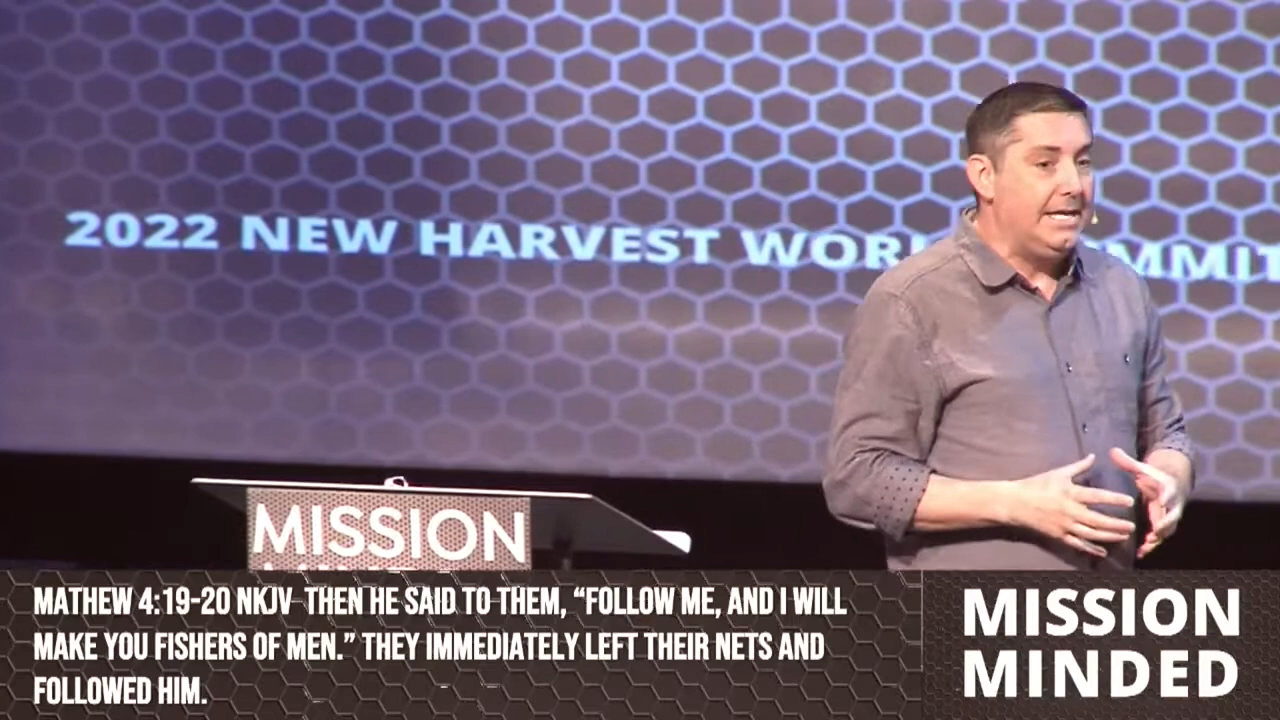 2022 NEW HARVEST
MISSION
MATHEW 4:19-20 NKJV THEN HE SAID TO THEM, “FOLLOW ME, AND I WILL
MAKE YOU FISHERS OF MEN.” THEY IMMEDIATELY LEFT THEIR NETS AND
FOLLOWED HIM.
MISSION
MINDED